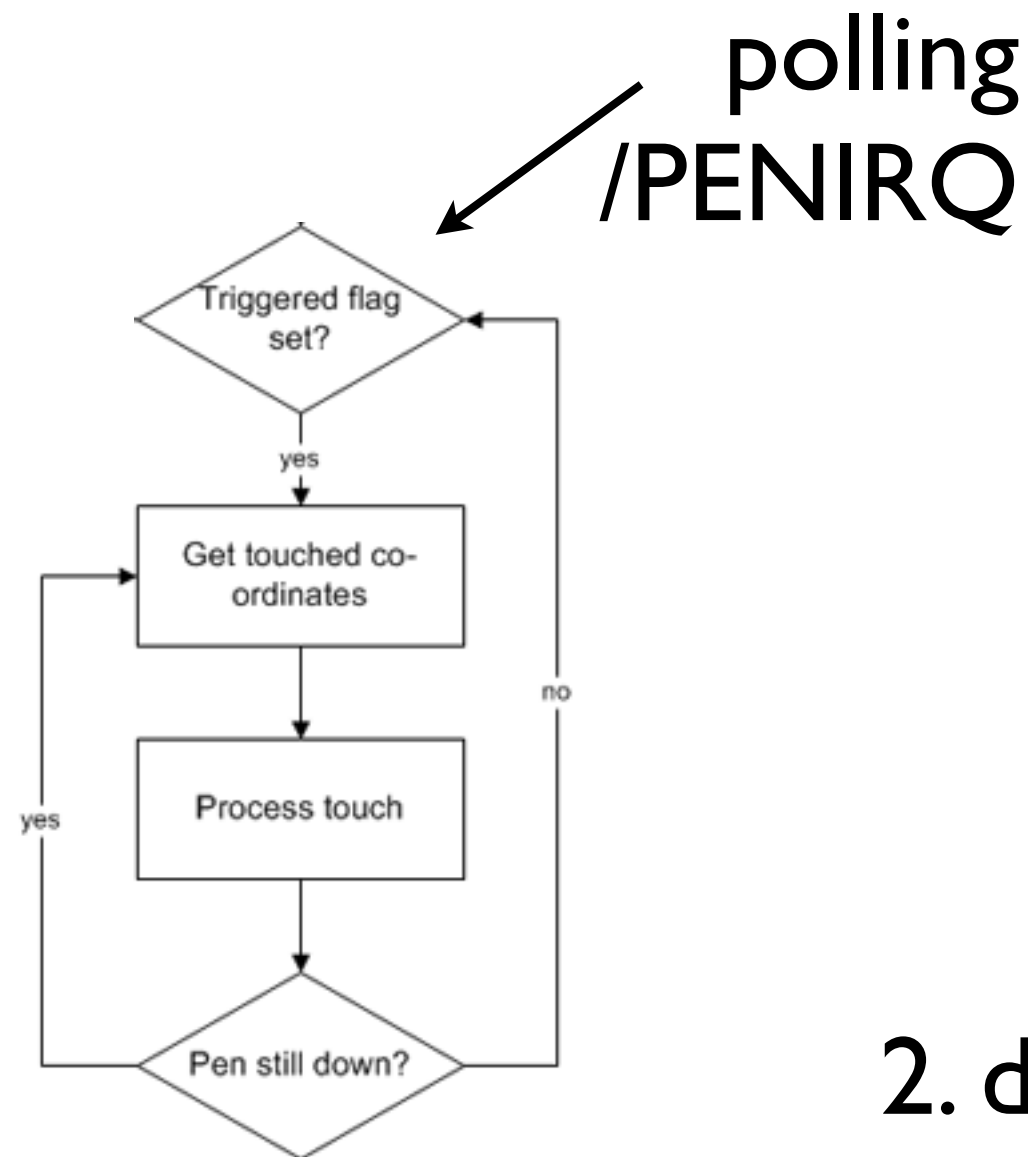 polling
/PENIRQ
Triggered flag
set?
yes
Get touched co-
ordinates
no
Process touch
yes
Pen still down?
2. d